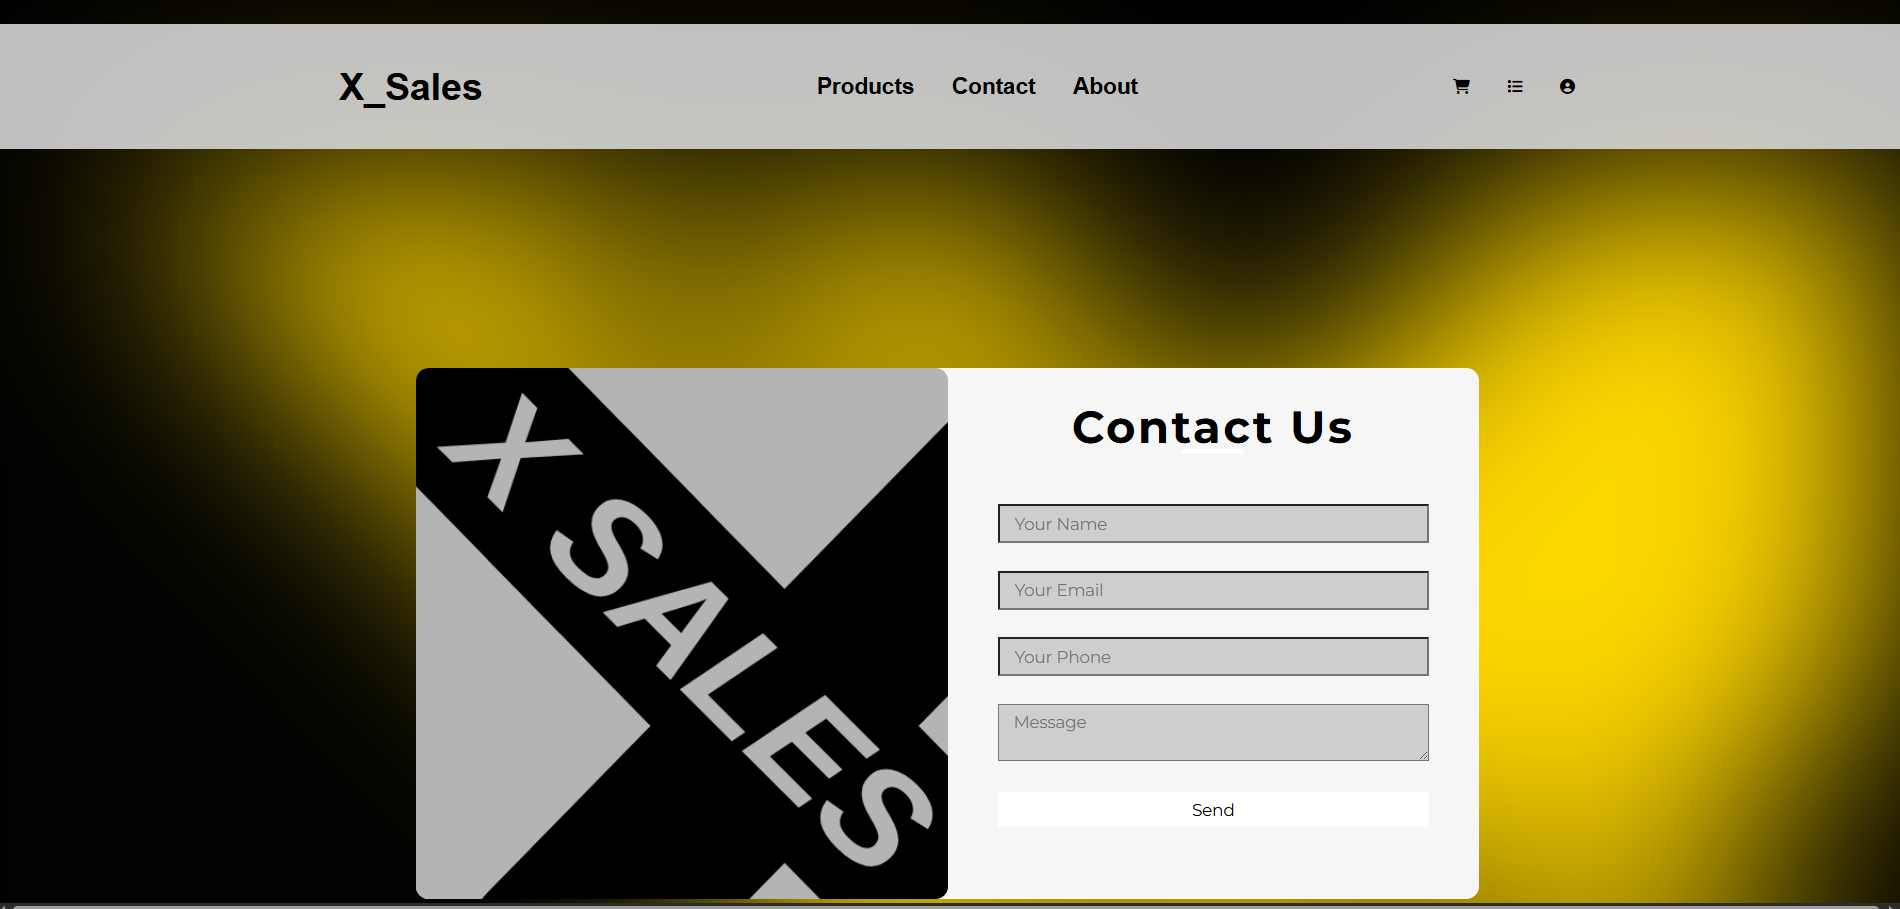 X_Sales
Products
Contact
About
X SALES
Contact Us
Your Name
Your Email
Your Phone
Message
Send